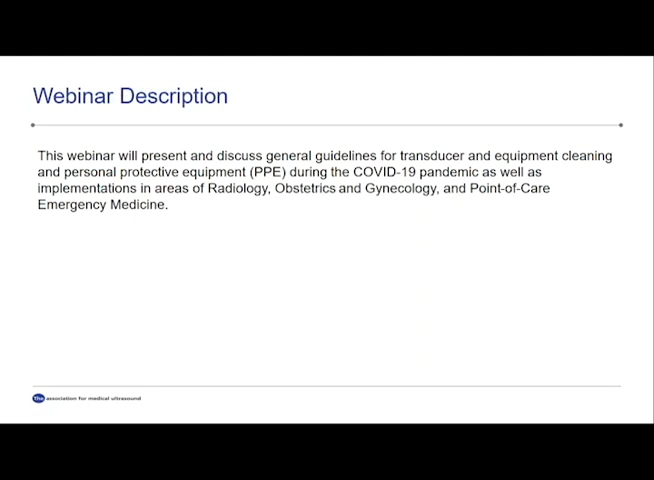 Webinar Description
This webinar will present and discuss general guidelines for transducer and equipment cleaning
and personal protective equipment (PPE) during the COVID-19 pandemic as well as
implementations in areas of Radiology, Obstetrics and Gynecology, and Point-of-Care
Emergency Medicine.
The association for medical ultrasound